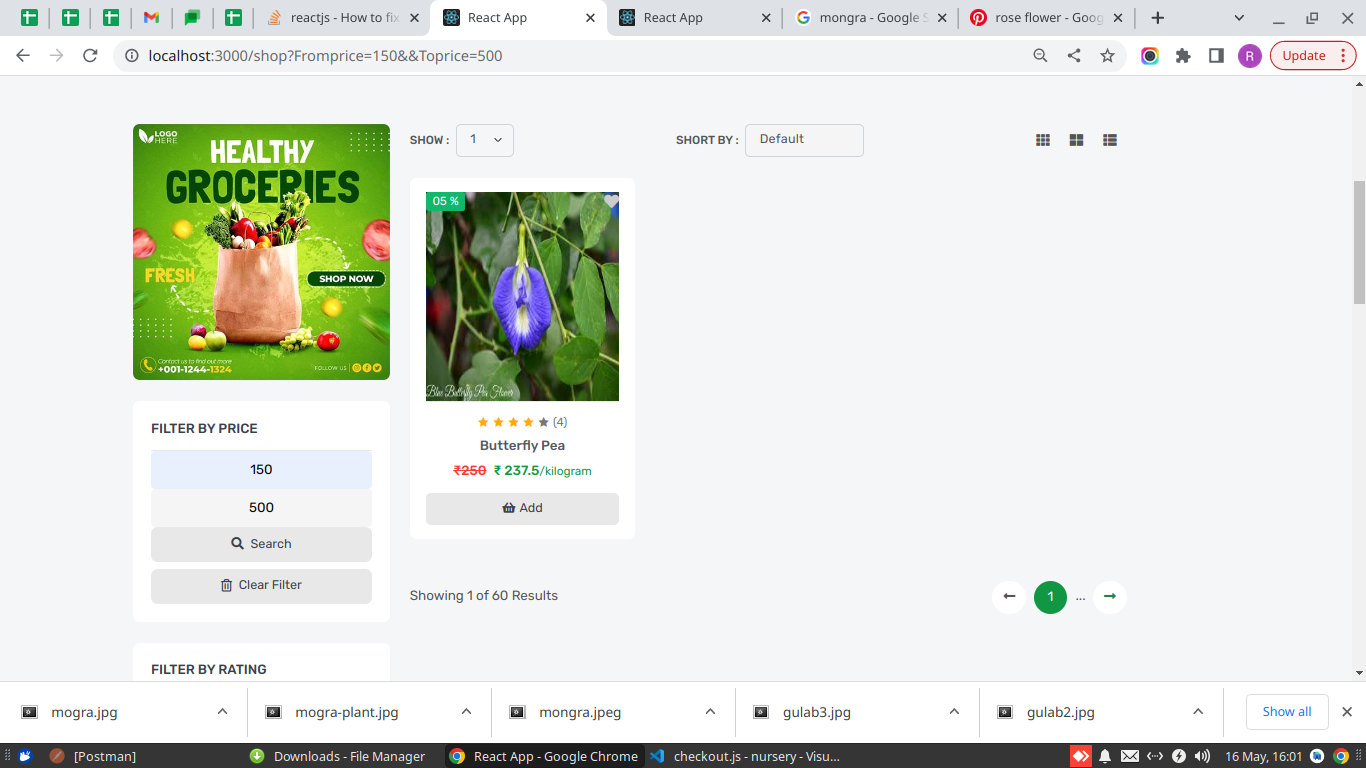 reactjs - How to fix
React App
React App
mongra - Google S
rose flower - Goog
localhost:3000/shop?Fromprice=150&&Toprice=500
R
Update
LOGO
HERE
HEALTHY
GROCERIES
FRESH
SHOP NOW
Contact us to find out more
+001-1244-1324
FOLLOW US
SHOW :
1
SHORT BY :
Default
05 %
Blue Butterfly Pea Flower
(4)
Butterfly Pea
₹250 ₹ 237.5/kilogram
Add
FILTER BY PRICE
150
500
Search
Clear Filter
Showing 1 of 60 Results
1
...
FILTER BY RATING
mogra.jpg
mogra-plant.jpg
mongra.jpeg
gulab3.jpg
gulab2.jpg
Show all
[Postman]
Downloads - File Manager
React App - Google Chrome
checkout.js - nursery - Visu...
16 May, 16:01